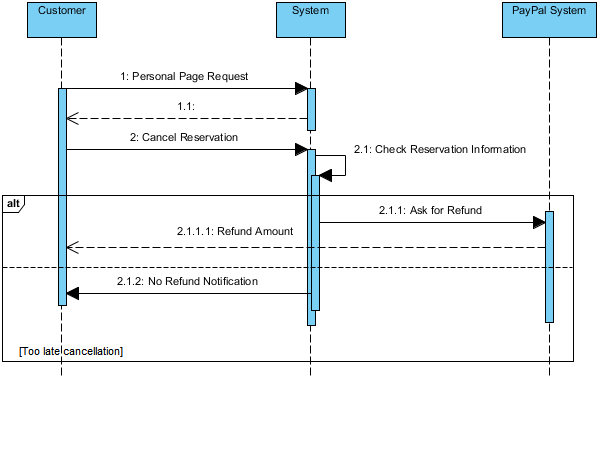 Customer
System
PayPal System
1: Personal Page Request
1.1:
2: Cancel Reservation
2.1: Check Reservation Information
alt
2.1.1: Ask for Refund
2.1.1.1: Refund Amount
2.1.2: No Refund Notification
[Too late cancellation]